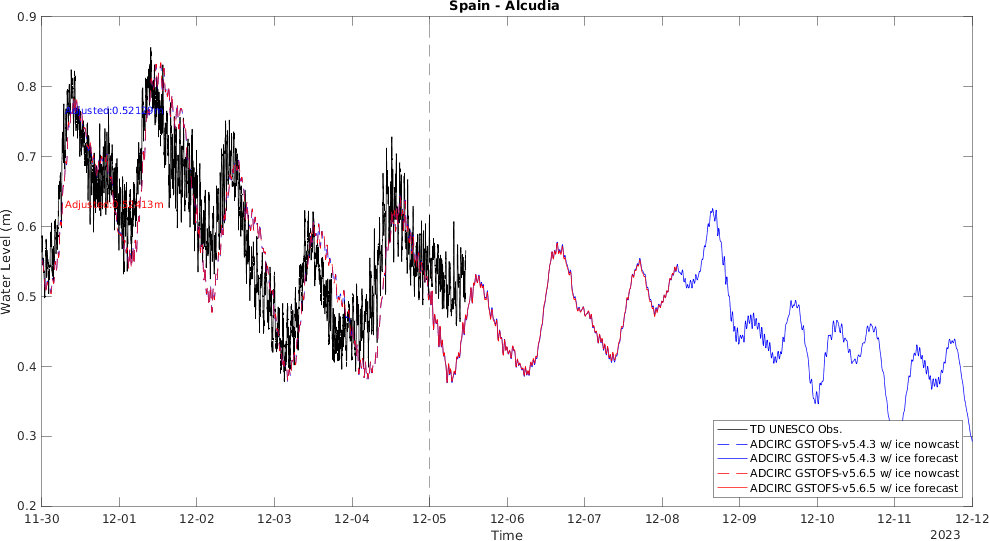 Spain - Alcudia
0.9
0.8
0.7
0.6
0.5
0.4
0.3
0.2
Water Level (m)
11-30
12-01
12-02
12-03
12-04
12-05
12-06
12-07
12-08
12-09
12-10
12-11
12-12
Time
2023
TD UNESCO Obs.
ADCIRC GSTOFS-v5.4.3 w/ ice nowcast
ADCIRC GSTOFS-v5.4.3 w/ ice forecast
ADCIRC GSTOFS-v5.6.5 w/ ice nowcast
ADCIRC GSTOFS-v5.6.5 w/ ice forecast